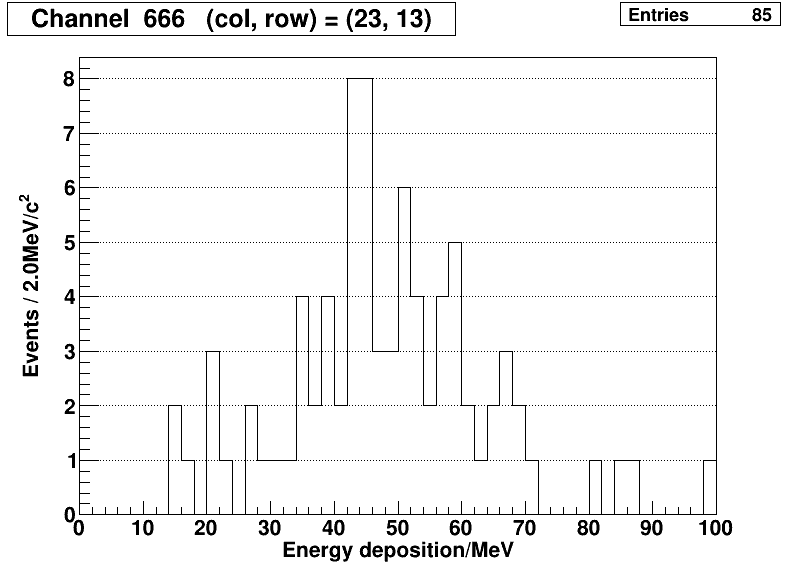 Channel 666 (col, row) = (23, 13)
Entries 85
Events / 2.0MeV/c²
8
7
6
5
4
3
2
1
0
0 10 20 30 40 50 60 70 80 90 100
Energy deposition/MeV